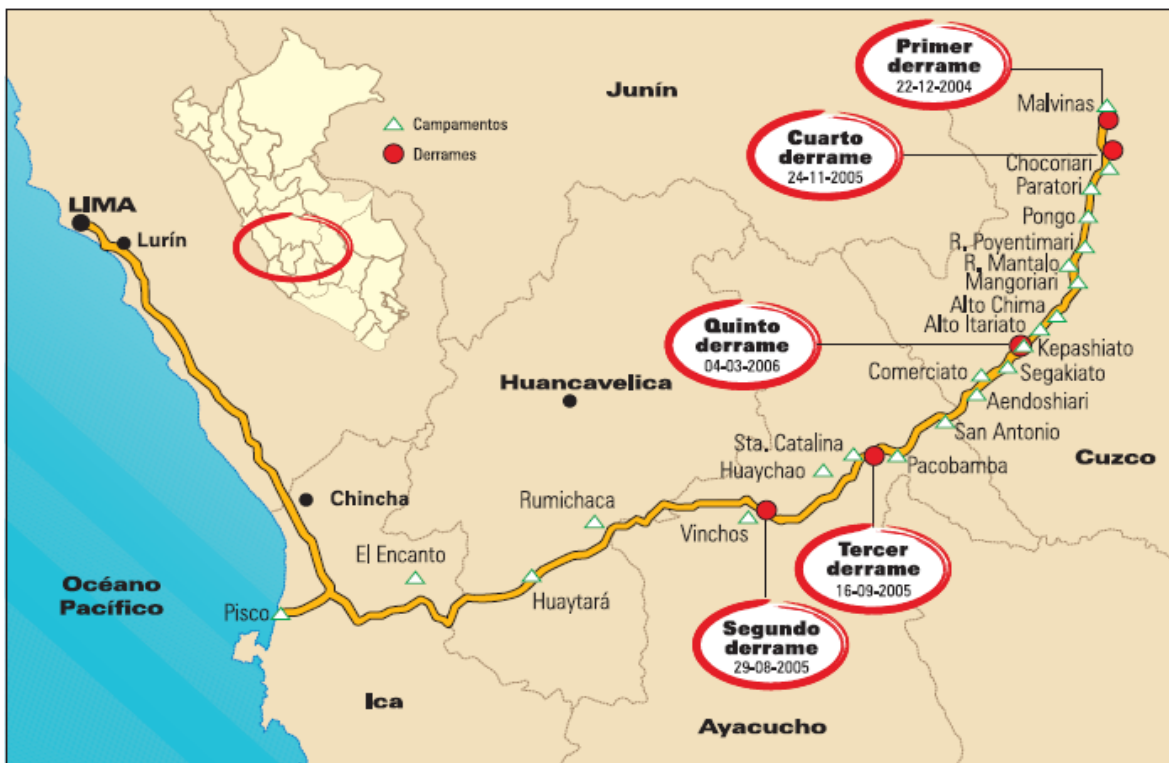 Primer
derrame
22-12-2004
Junín
Malvinas
Campamentos
Derrames
Cuarto
derrame
24-11-2005
Chocoriari
Paratori
LIMA
Pongo
Lurín
R. Poyentimari
R. Mantalo
Mangoriari
Alto Chima
Alto Itariato
Quinto
derrame
04-03-2006
Kepashiato
Comerciato
Segakiato
Huancavelica
Aendoshiari
San Antonio
Sta. Catalina
Cuzco
Huaychao
Pacobamba
Chincha
Rumichaca
Vinchos
El Encanto
Tercer
derrame
16-09-2005
Océano
Pacífico
Huaytará
Pisco
Segundo
derrame
29-08-2005
Ica
Ayacucho